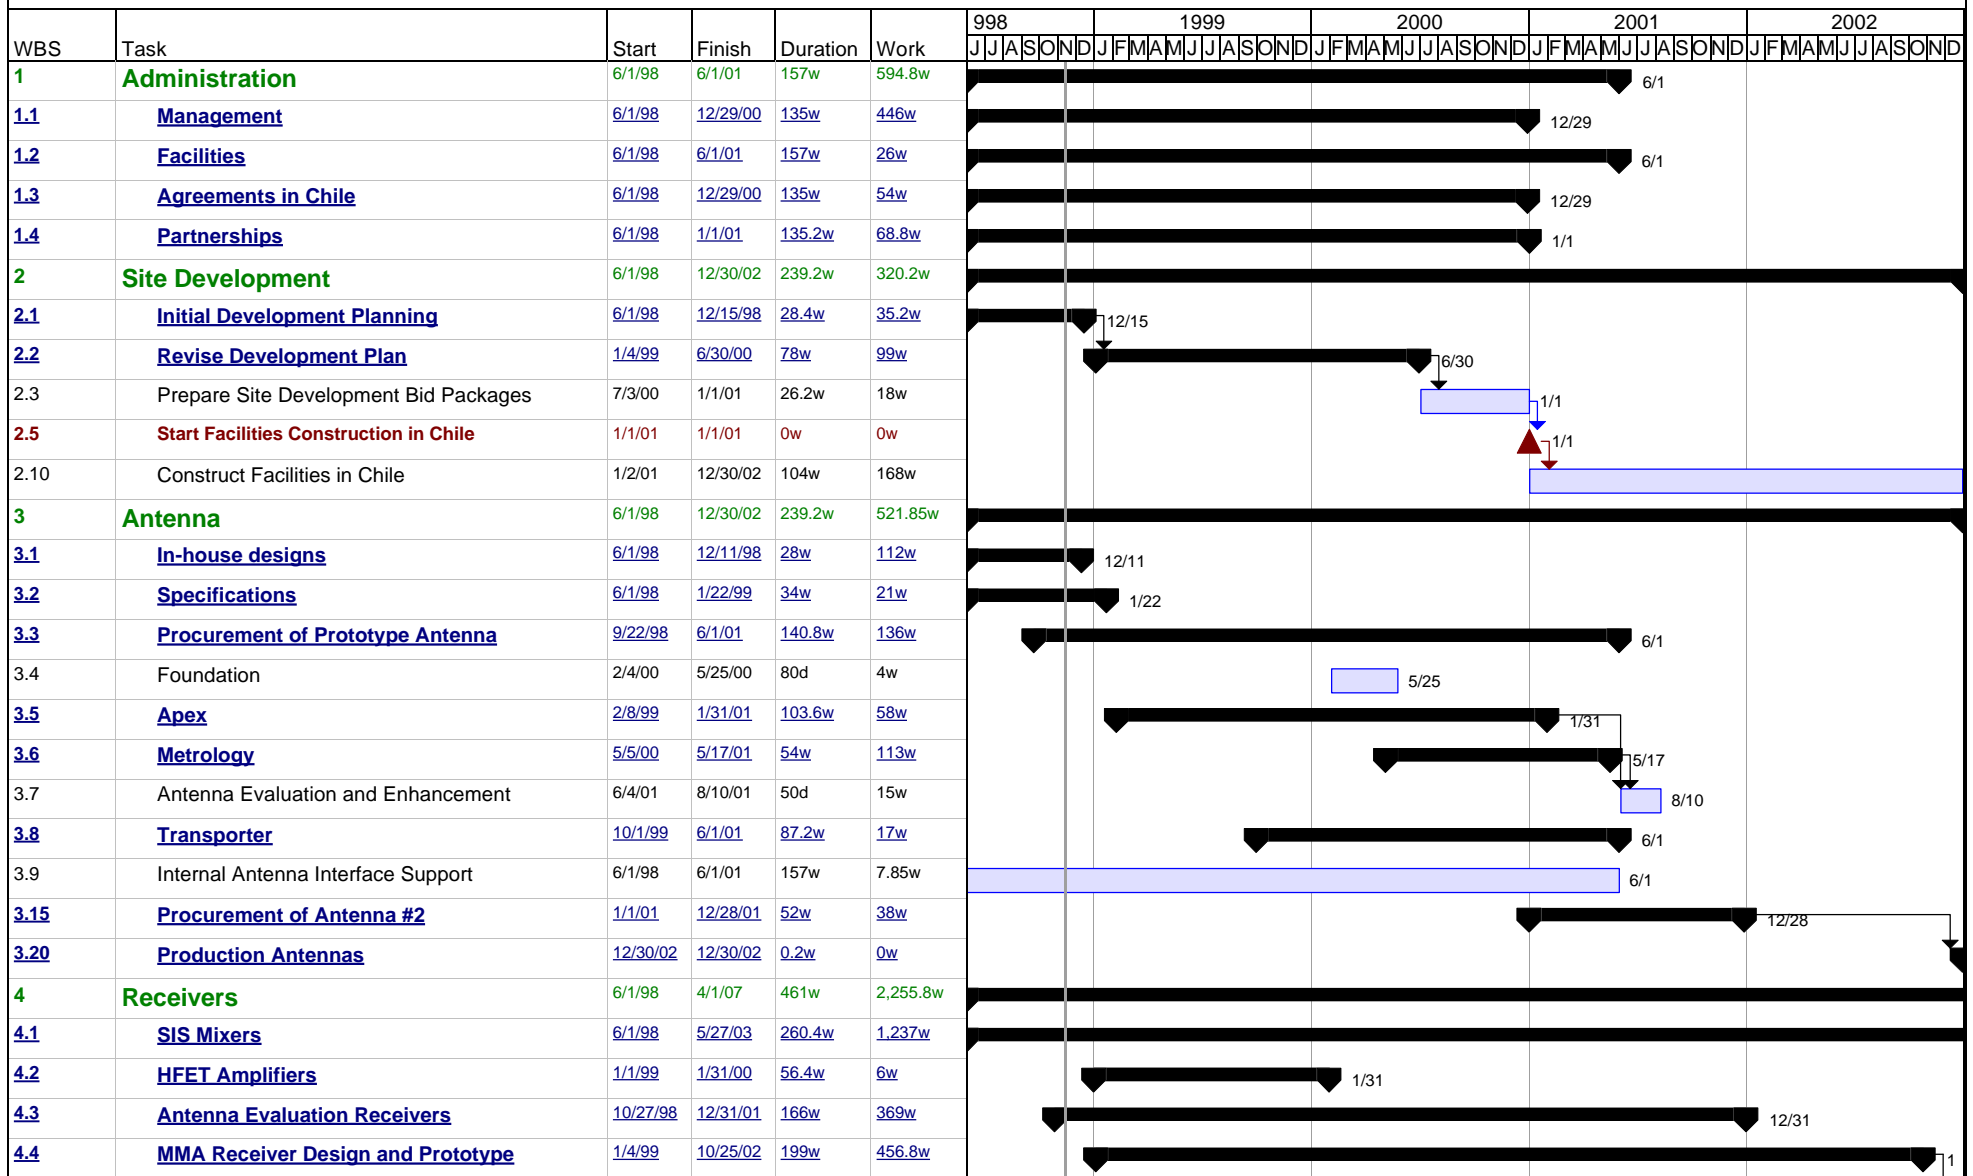 998 1999 2000 2001 2002
WBS Task Start Finish Duration Work J J A S O N D J F M A M J J A S O N D J F M A M J J A S O N D J F M A M J J A S O N D J F M A M J J A S O N D
1 Administration 6/1/98 6/1/01 157w 594.8w 6/1
1.1 Management 6/1/98 12/29/00 135w 446w 12/29
1.2 Facilities 6/1/98 6/1/01 157w 26w 6/1
1.3 Agreements in Chile 6/1/98 12/29/00 135w 54w 12/29
1.4 Partnerships 6/1/98 1/1/01 135.2w 68.8w 1/1
2 Site Development 6/1/98 12/30/02 239.2w 320.2w
2.1 Initial Development Planning 6/1/98 12/15/98 28.4w 35.2w 12/15
2.2 Revise Development Plan 1/4/99 6/30/00 78w 99w 6/30
2.3 Prepare Site Development Bid Packages 7/3/00 1/1/01 26.2w 18w 1/1
2.5 Start Facilities Construction in Chile 1/1/01 1/1/01 0w 0w 1/1
2.10 Construct Facilities in Chile 1/2/01 12/30/02 104w 168w
3 Antenna 6/1/98 12/30/02 239.2w 521.85w
3.1 In-house designs 6/1/98 12/11/98 28w 112w 12/11
3.2 Specifications 6/1/98 1/22/99 34w 21w 1/22
3.3 Procurement of Prototype Antenna 9/22/98 6/1/01 140.8w 136w 6/1
3.4 Foundation 2/4/00 5/25/00 80d 4w 5/25
3.5 Apex 2/8/99 1/31/01 103.6w 58w 1/31
3.6 Metrology 5/5/00 5/17/01 54w 113w 5/17
3.7 Antenna Evaluation and Enhancement 6/4/01 8/10/01 50d 15w 8/10
3.8 Transporter 10/1/99 6/1/01 87.2w 17w 6/1
3.9 Internal Antenna Interface Support 6/1/98 6/1/01 157w 7.85w 6/1
3.15 Procurement of Antenna #2 1/1/01 12/28/01 52w 38w 12/28
3.20 Production Antennas 12/30/02 12/30/02 0.2w 0w
4 Receivers 6/1/98 4/1/07 461w 2,255.8w
4.1 SIS Mixers 6/1/98 5/27/03 260.4w 1,237w
4.2 HFET Amplifiers 1/1/99 1/31/00 56.4w 6w 1/31
4.3 Antenna Evaluation Receivers 10/27/98 12/31/01 166w 369w 12/31
4.4 MMA Receiver Design and Prototype 1/4/99 10/25/02 199w 456.8w 1